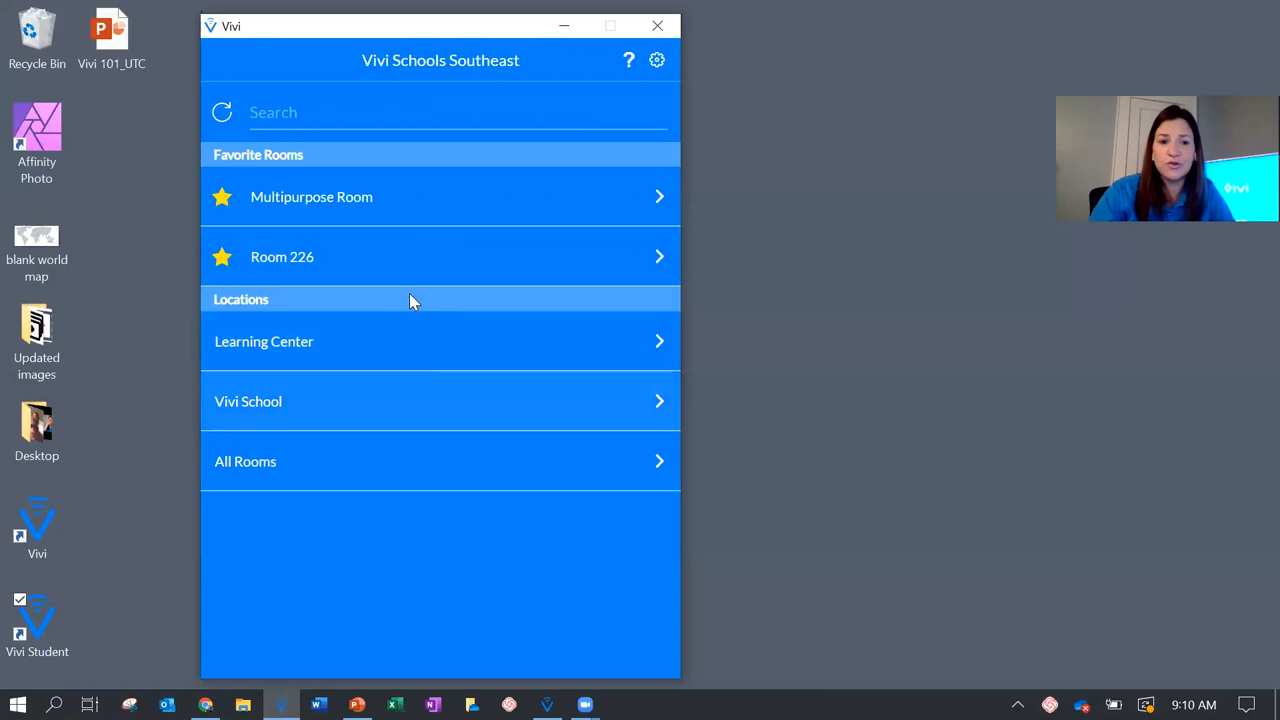 Recycle Bin
Vivi 101_UTC
Affinity
Photo
blank world
map
Updated
images
Desktop
Vivi
Vivi Student
Vivi
Vivi Schools Southeast
?
Search
Favorite Rooms
Multipurpose Room
Room 226
Locations
Learning Center
Vivi School
All Rooms
vivi
9:10 AM